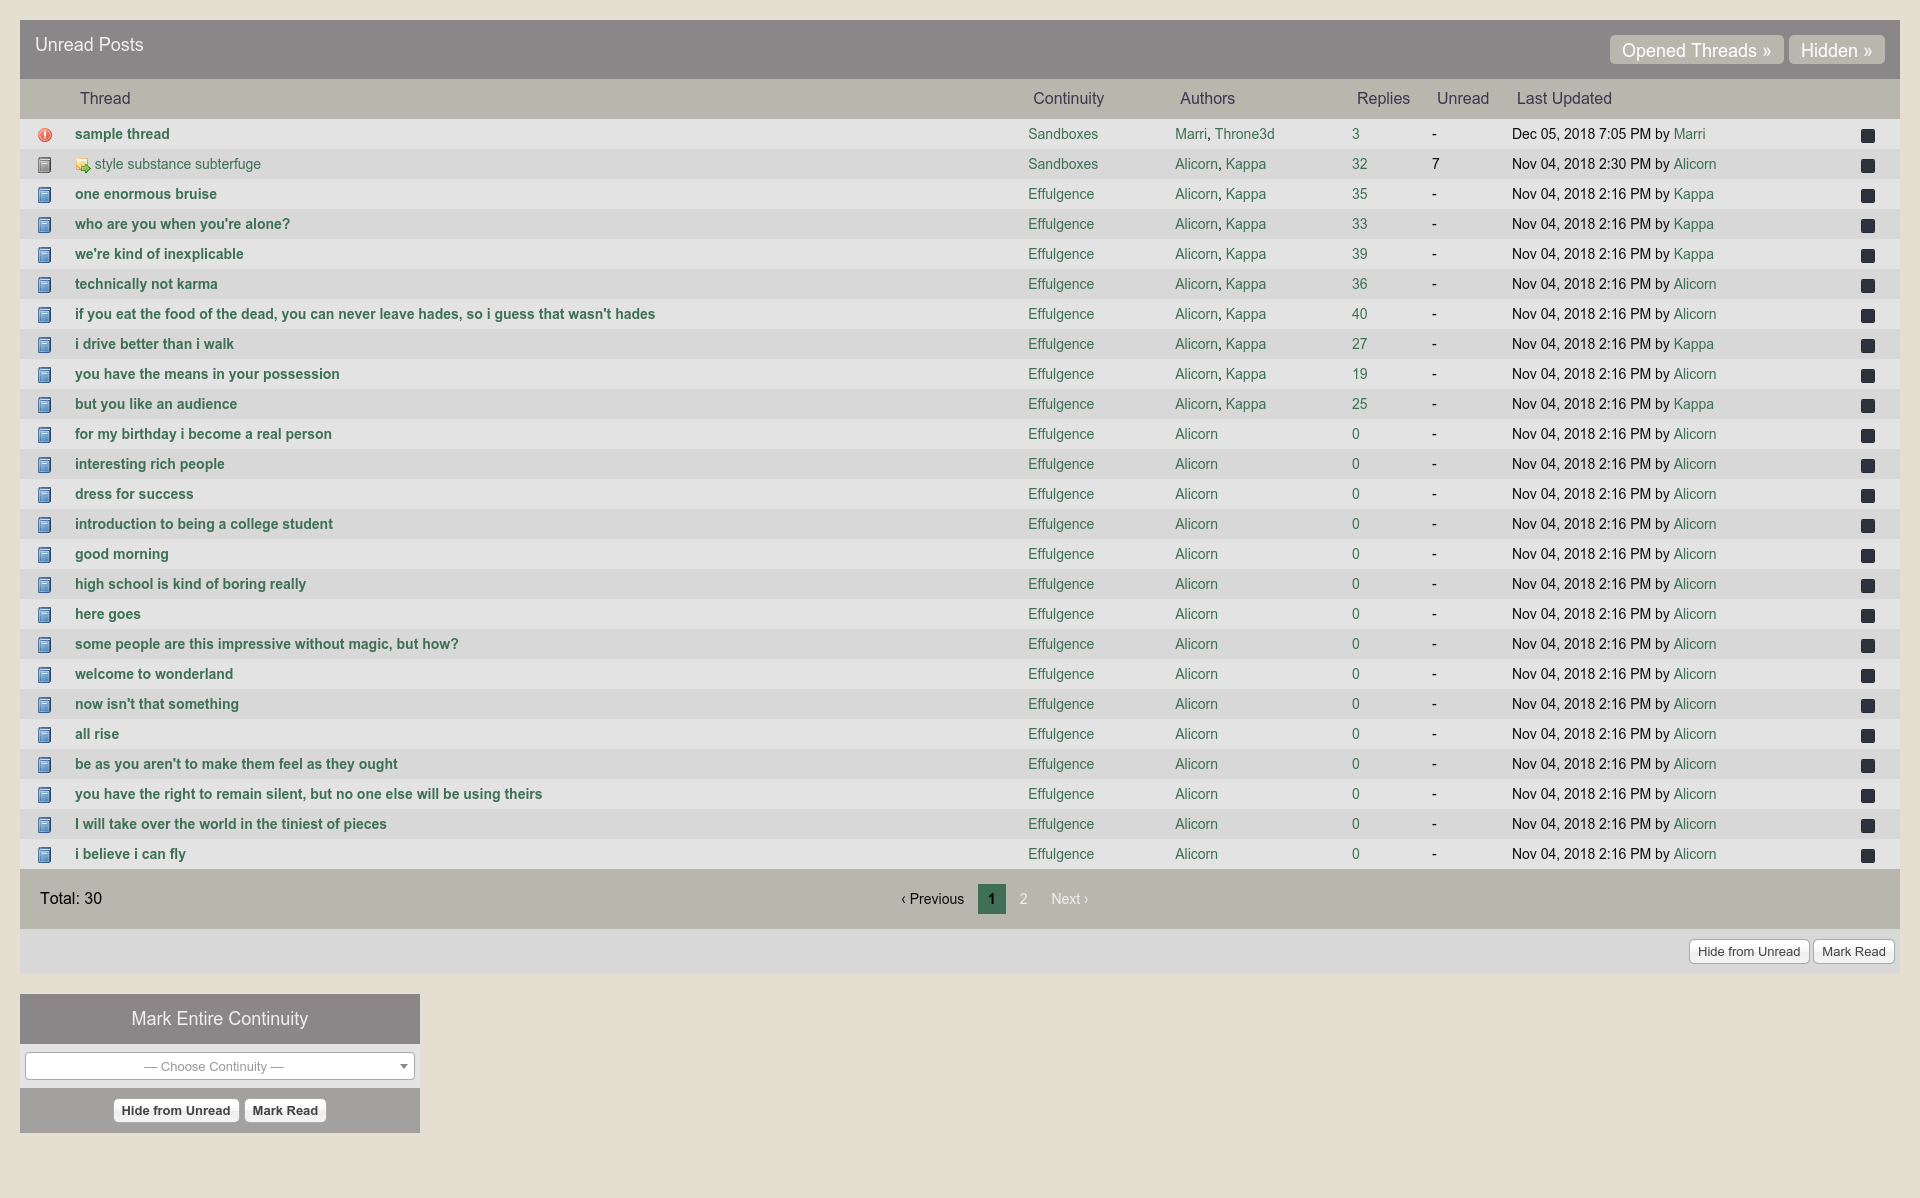 Unread Posts
Opened Threads » Hidden »
Thread Continuity Authors Replies Unread Last Updated
sample thread Sandboxes Marri, Throne3d 3 - Dec 05, 2018 7:05 PM by Marri
style substance subterfuge Sandboxes Alicorn, Kappa 32 7 Nov 04, 2018 2:30 PM by Alicorn
one enormous bruise Effulgence Alicorn, Kappa 35 - Nov 04, 2018 2:16 PM by Kappa
who are you when you're alone? Effulgence Alicorn, Kappa 33 - Nov 04, 2018 2:16 PM by Kappa
we're kind of inexplicable Effulgence Alicorn, Kappa 39 - Nov 04, 2018 2:16 PM by Kappa
technically not karma Effulgence Alicorn, Kappa 36 - Nov 04, 2018 2:16 PM by Alicorn
if you eat the food of the dead, you can never leave hades, so i guess that wasn't hades Effulgence Alicorn, Kappa 40 - Nov 04, 2018 2:16 PM by Alicorn
i drive better than i walk Effulgence Alicorn, Kappa 27 - Nov 04, 2018 2:16 PM by Kappa
you have the means in your possession Effulgence Alicorn, Kappa 19 - Nov 04, 2018 2:16 PM by Alicorn
but you like an audience Effulgence Alicorn, Kappa 25 - Nov 04, 2018 2:16 PM by Kappa
for my birthday i become a real person Effulgence Alicorn 0 - Nov 04, 2018 2:16 PM by Alicorn
interesting rich people Effulgence Alicorn 0 - Nov 04, 2018 2:16 PM by Alicorn
dress for success Effulgence Alicorn 0 - Nov 04, 2018 2:16 PM by Alicorn
introduction to being a college student Effulgence Alicorn 0 - Nov 04, 2018 2:16 PM by Alicorn
good morning Effulgence Alicorn 0 - Nov 04, 2018 2:16 PM by Alicorn
high school is kind of boring really Effulgence Alicorn 0 - Nov 04, 2018 2:16 PM by Alicorn
here goes Effulgence Alicorn 0 - Nov 04, 2018 2:16 PM by Alicorn
some people are this impressive without magic, but how? Effulgence Alicorn 0 - Nov 04, 2018 2:16 PM by Alicorn
welcome to wonderland Effulgence Alicorn 0 - Nov 04, 2018 2:16 PM by Alicorn
now isn't that something Effulgence Alicorn 0 - Nov 04, 2018 2:16 PM by Alicorn
all rise Effulgence Alicorn 0 - Nov 04, 2018 2:16 PM by Alicorn
be as you aren't to make them feel as they ought Effulgence Alicorn 0 - Nov 04, 2018 2:16 PM by Alicorn
you have the right to remain silent, but no one else will be using theirs Effulgence Alicorn 0 - Nov 04, 2018 2:16 PM by Alicorn
I will take over the world in the tiniest of pieces Effulgence Alicorn 0 - Nov 04, 2018 2:16 PM by Alicorn
i believe i can fly Effulgence Alicorn 0 - Nov 04, 2018 2:16 PM by Alicorn
Total: 30 ‹ Previous 1 2 Next ›
Hide from Unread Mark Read
Mark Entire Continuity
— Choose Continuity —
Hide from Unread Mark Read